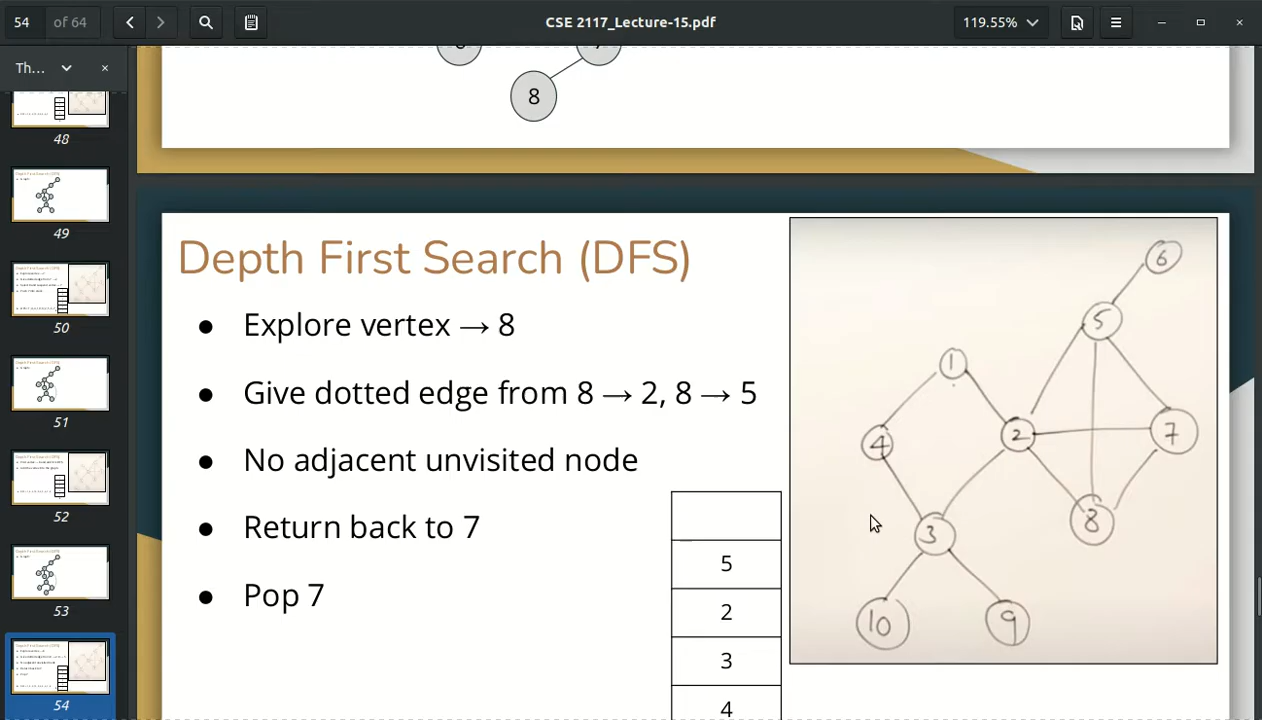 54 of 64
CSE 2117_Lecture-15.pdf
119.55%
Th...
48
49
50
51
52
53
54
8
Depth First Search (DFS)
● Explore vertex → 8
● Give dotted edge from 8 → 2, 8 → 5
● No adjacent unvisited node
● Return back to 7
● Pop 7
5
2
3
4
6
5
1
4
2
7
8
3
10
9